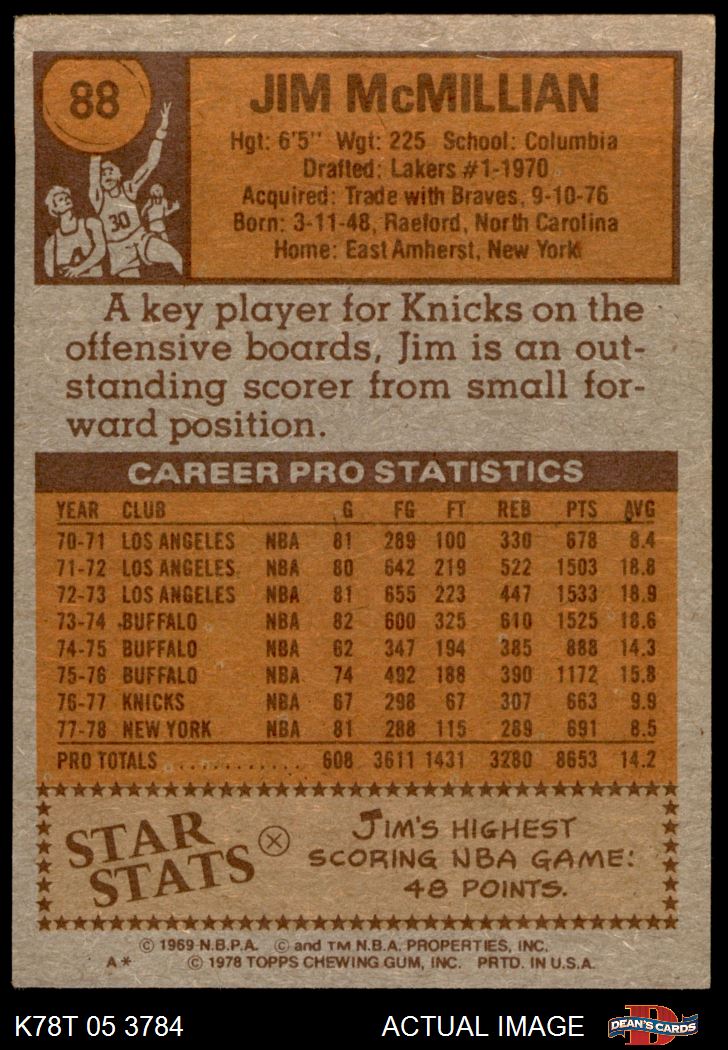 88
JIM McMILLIAN
Hgt: 6'5" Wgt: 225 School: Columbia
Drafted: Lakers #1-1970
Acquired: Trade with Braves, 9-10-76
Born: 3-11-48, Raeford, North Carolina
Home: East Amherst, New York
30
A key player for Knicks on the
offensive boards, Jim is an out-
standing scorer from small for-
ward position.
CAREER PRO STATISTICS
YEAR CLUB G FG FT REB PTS AVG
70-71 LOS ANGELES NBA 81 289 100 330 678 8.4
71-72 LOS ANGELES NBA 80 642 219 522 1503 18.8
72-73 LOS ANGELES NBA 81 655 223 447 1533 18.9
73-74 BUFFALO NBA 82 600 325 610 1525 18.6
74-75 BUFFALO NBA 62 347 194 385 888 14.3
75-76 BUFFALO NBA 74 492 188 390 1172 15.8
76-77 KNICKS NBA 67 298 67 307 663 9.9
77-78 NEW YORK NBA 81 288 115 289 691 8.5
PRO TOTALS ........... 608 3611 1431 3280 8653 14.2
STAR STATS
JIM'S HIGHEST
SCORING NBA GAME:
48 POINTS.
© 1969 N.B.P.A. © and TM N.B.A. PROPERTIES, INC.
A* © 1978 TOPPS CHEWING GUM, INC. PRTD. IN U.S.A.
K78T 05 3784 ACTUAL IMAGE D DEAN'S CARDS